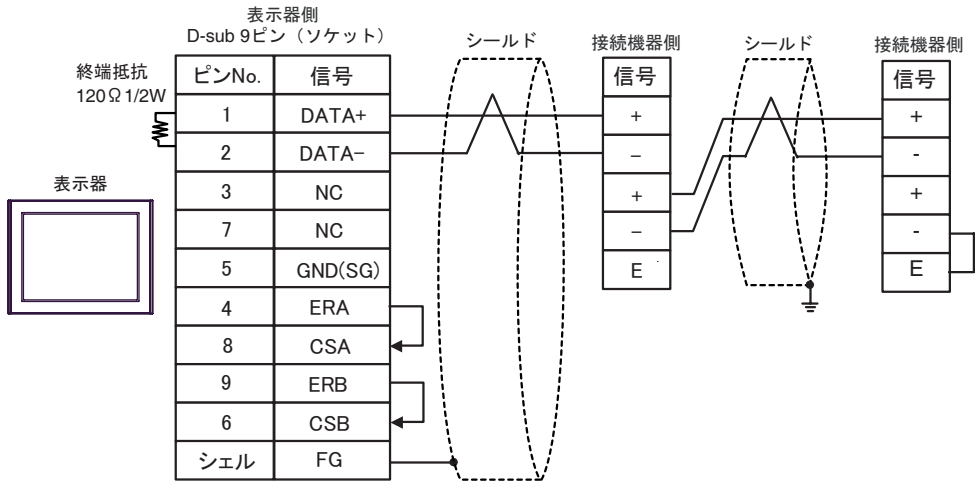 表示器側
D-sub 9ピン（ソケット）
終端抵抗
120Ω 1/2W
表示器
ピンNo. 信号
1 DATA+
2 DATA−
3 NC
7 NC
5 GND(SG)
4 ERA
8 CSA
9 ERB
6 CSB
シェル FG
シールド
接続機器側
信号
+
−
+
−
E
シールド
接続機器側
信号
+
-
+
-
E